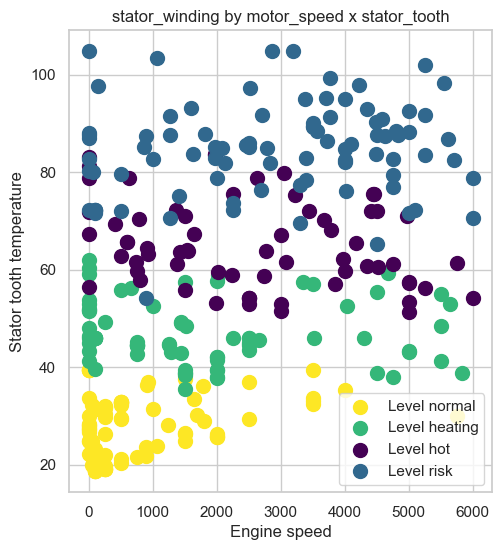 stator_winding by motor_speed x stator_tooth
Stator tooth temperature
100
80
60
40
20
Level normal
Level heating
Level hot
Level risk
0 1000 2000 3000 4000 5000 6000
Engine speed